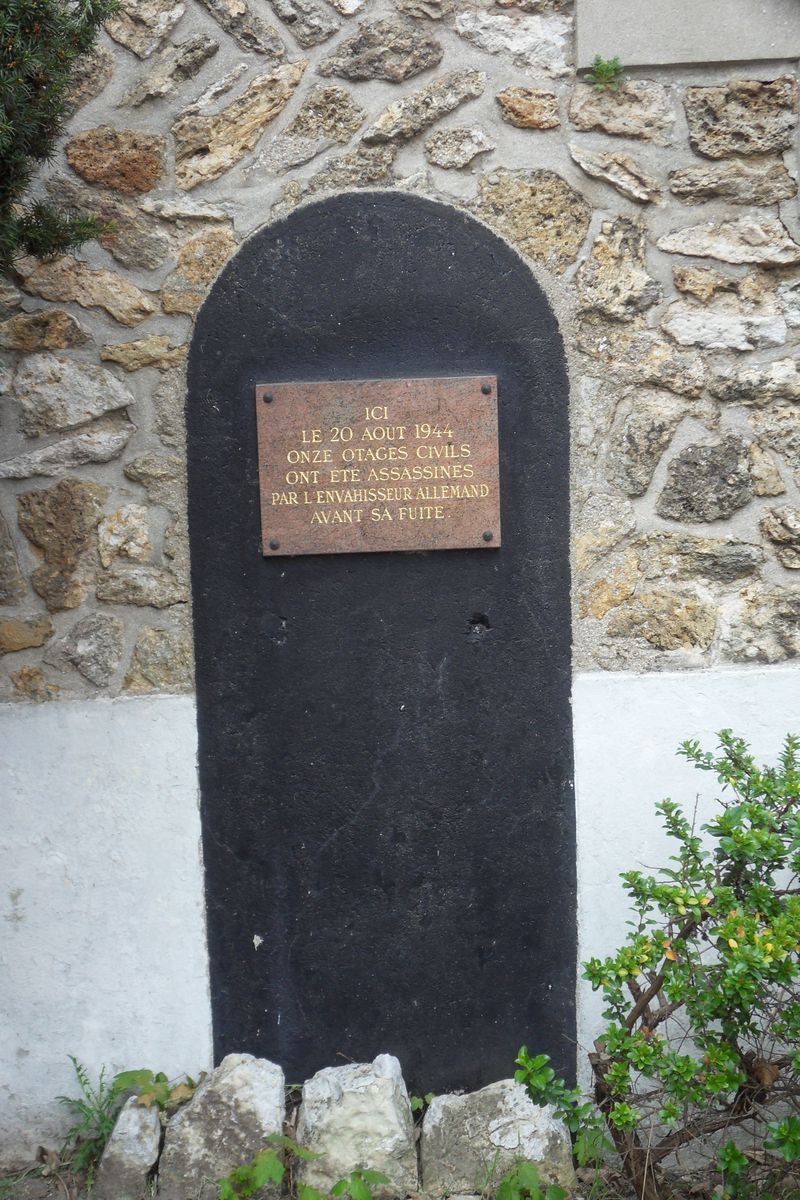 ICI
LE 20 AOUT 1944
ONZE OTAGES CIVILS
ONT ETE ASSASSINES
PAR L'ENVAHISSEUR ALLEMAND
AVANT SA FUITE.